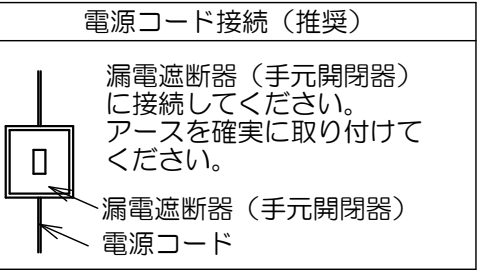 電源コード接続（推奨）
漏電遮断器（手元開閉器）
に接続してください。
アースを確実に取り付けて
ください。
漏電遮断器（手元開閉器）
電源コード